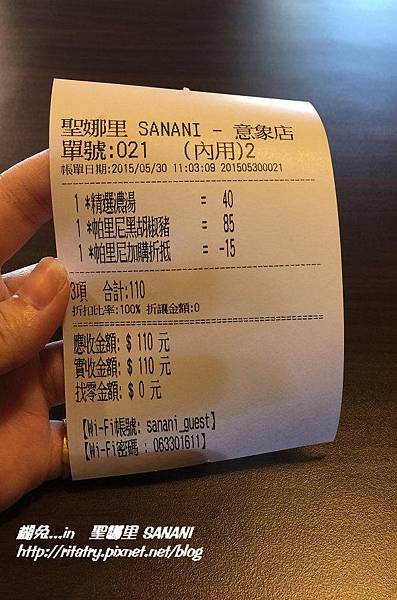 聖娜里 SANANI - 意象店
單號:021 (內用)2
帳單日期:2015/05/30 11:03:09 201505300021
1 *精選濃湯 = 40
1 *帕里尼黑胡椒豬 = 85
1 *帕里尼加購折抵 = -15
3項 合計:110
折扣比率:100% 折讓金額:0
應收金額: $ 110 元
實收金額: $ 110 元
找零金額: $ 0 元
【Wi-Fi帳號: sanani_guest】
【Wi-Fi密碼 : 063301611】
鏘兔...in 聖娜里 SANANI
http://ritatry.pixnet.net/blog